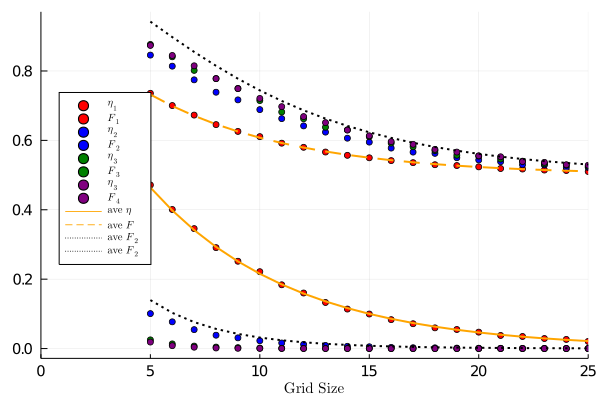 0.8
0.6
0.4
0.2
0.0
η₁
F₁
η₂
F₂
η₃
F₃
η₃
F₄
ave η
ave F
ave F₂
ave F₂
0 5 10 15 20 25
Grid Size